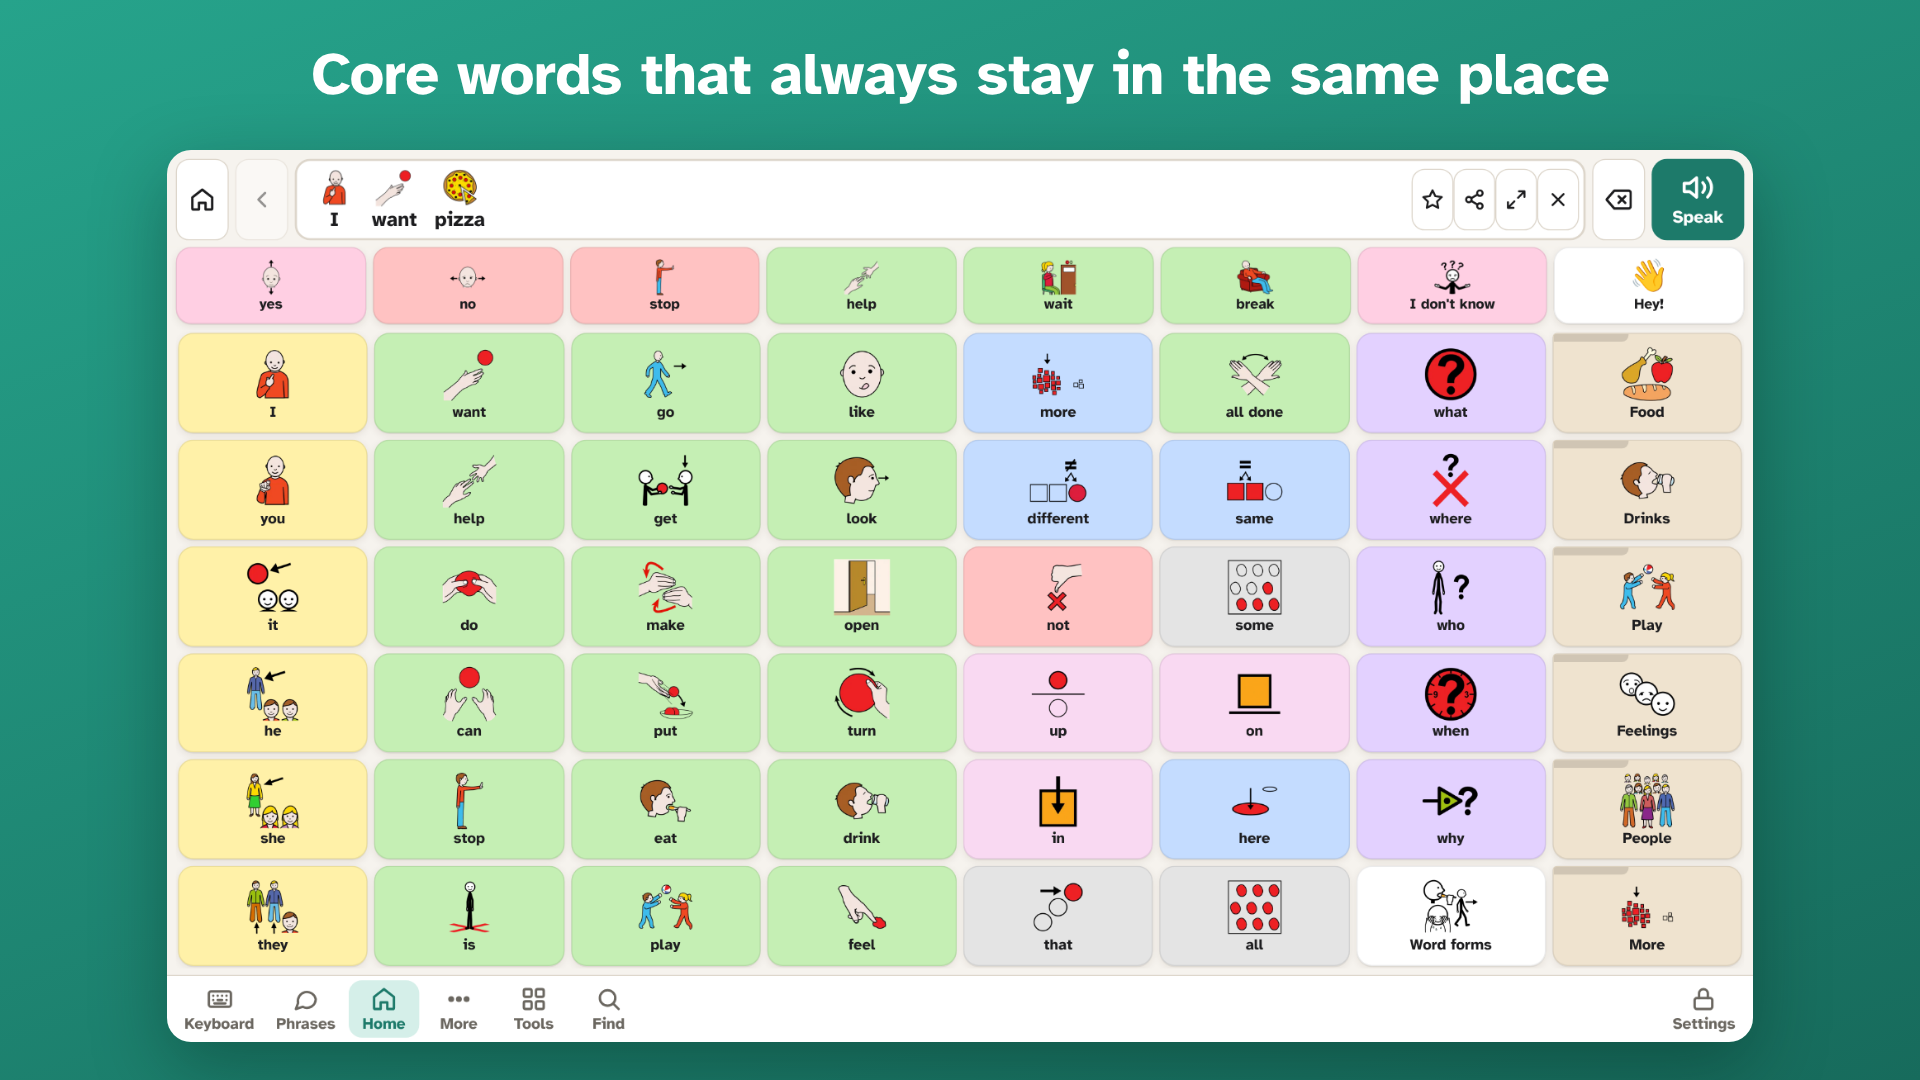 Core words that always stay in the same place
I want pizza
Speak
yes no stop help wait break I don't know Hey!
I want go like more all done what Food
you help get look different same where Drinks
it do make open not some who Play
he can put turn up on when Feelings
she stop eat drink in here why People
they is play feel that all Word forms More
Keyboard Phrases Home More Tools Find Settings